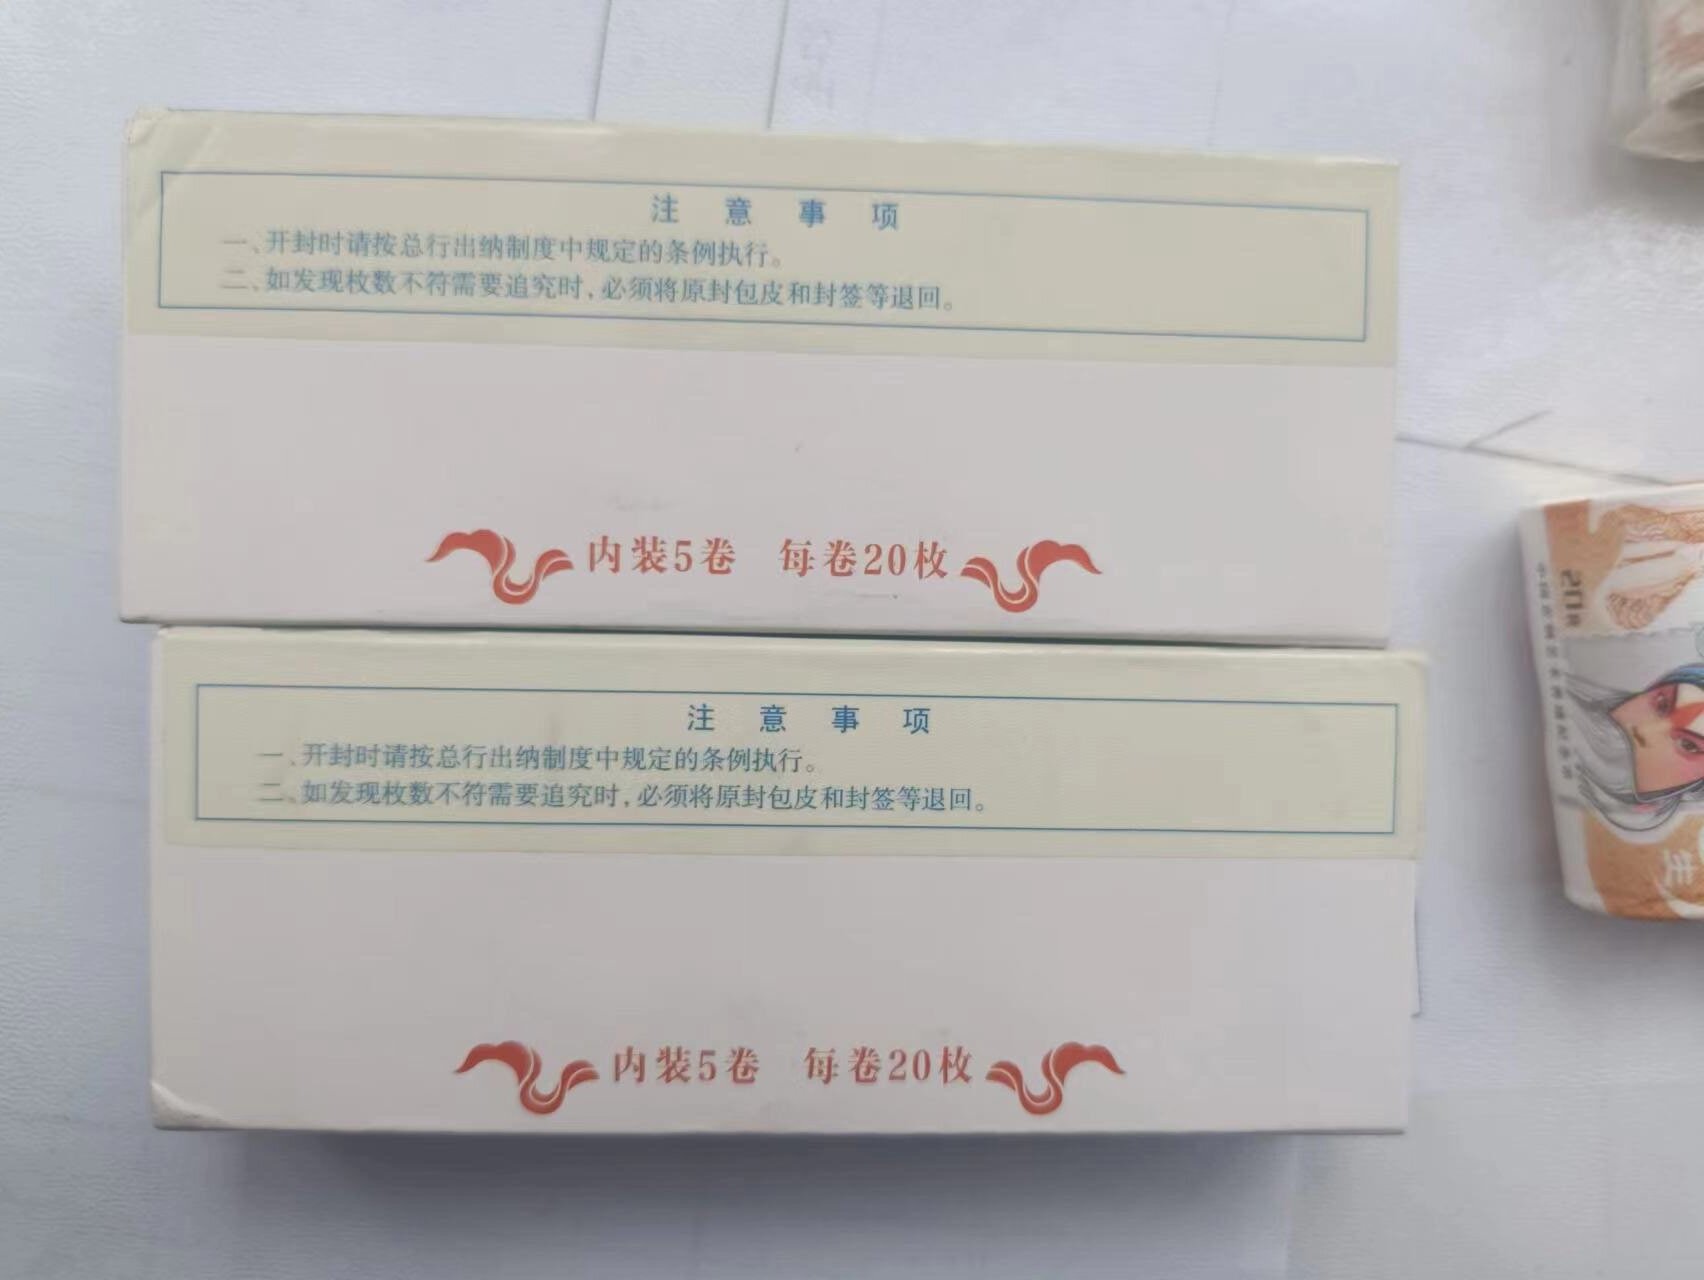 注意事项
一、开封时请按总行出纳制度中规定的条例执行。
二、如发现枚数不符需要追究时,必须将原封包皮和封签等退回。
内装5卷 每卷20枚
注意事项
一、开封时请按总行出纳制度中规定的条例执行。
二、如发现枚数不符需要追究时,必须将原封包皮和封签等退回。
内装5卷 每卷20枚
20枚
生